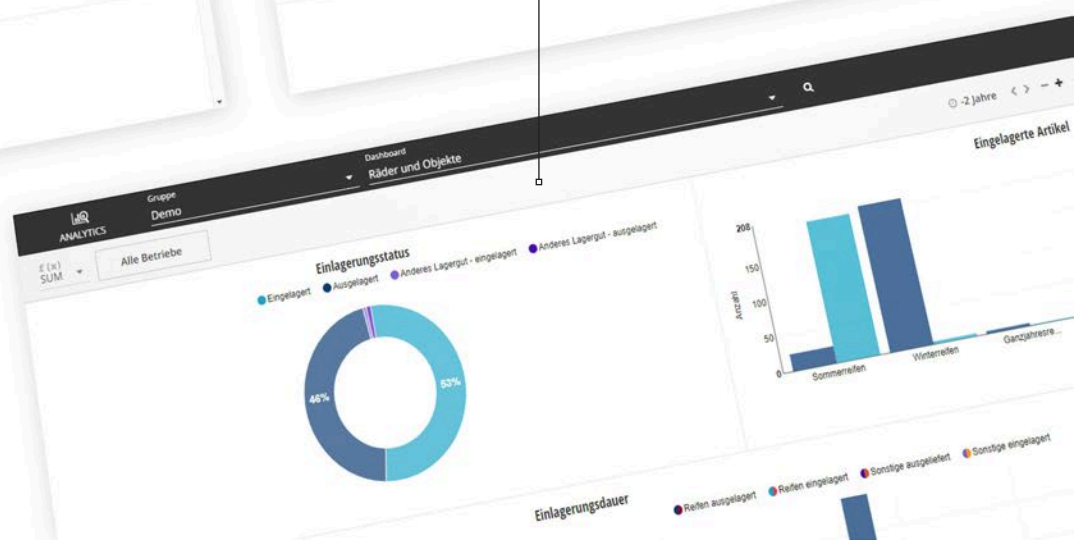 ANALYTICS
Gruppe
Demo
Dashboard
Räder und Objekte
-2 Jahre
f (x)
SUM
Alle Betriebe
Einlagerungsstatus
Eingelagert
Ausgelagert
Anderes Lagergut - eingelagert
Anderes Lagergut - ausgelagert
46%
53%
Eingelagerte Artikel
Anzahl
208
150
100
50
0
Sommerreifen
Winterreifen
Ganzjahresre...
Einlagerungsdauer
Reifen ausgelagert
Reifen eingelagert
Sonstige ausgeliefert
Sonstige eingelagert